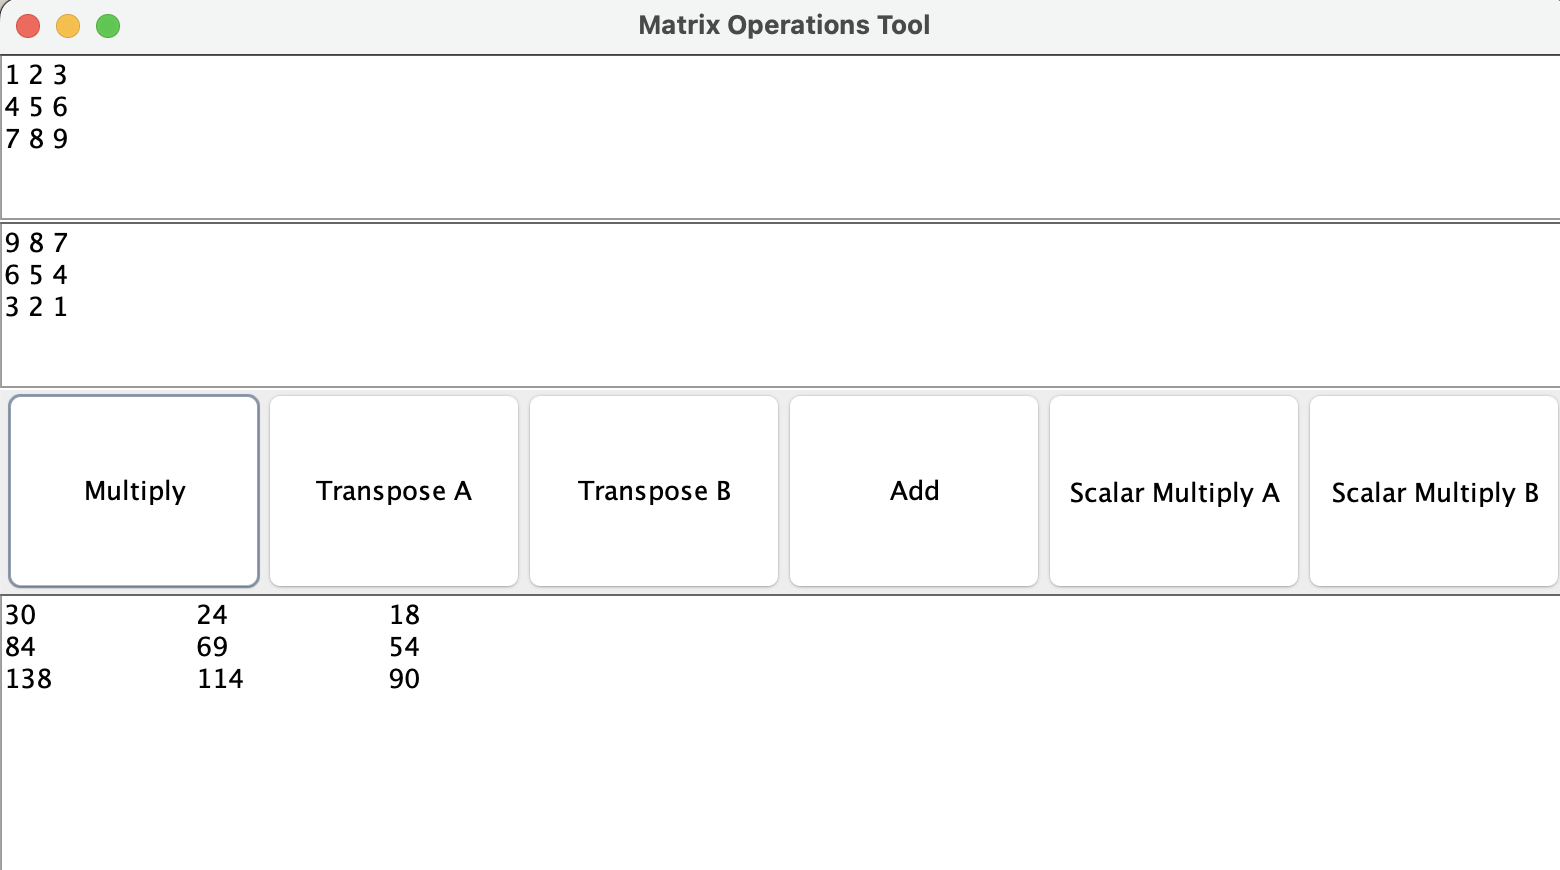 Matrix Operations Tool
1 2 3
4 5 6
7 8 9
9 8 7
6 5 4
3 2 1
Multiply Transpose A Transpose B Add Scalar Multiply A Scalar Multiply B
30 24 18
84 69 54
138 114 90